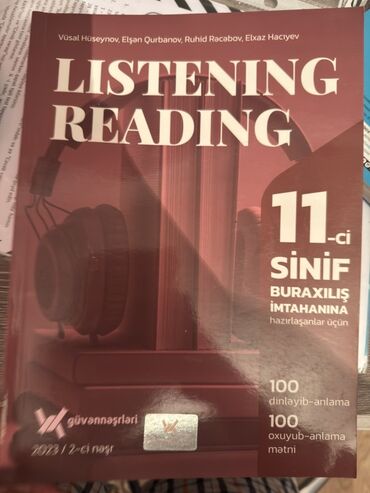 Vüsal Hüseynov, Elşən Qurbanov, Ruhid Rəcəbov, Elxaz Hacıyev
LISTENING
READING
11-ci
SİNİF
BURAXILIŞ
İMTAHANINA
hazırlaşanlar üçün
100
dinləyib-anlama
100
oxuyub-anlama
mətni
güvənnəşrləri
2023 / 2-ci nəşr